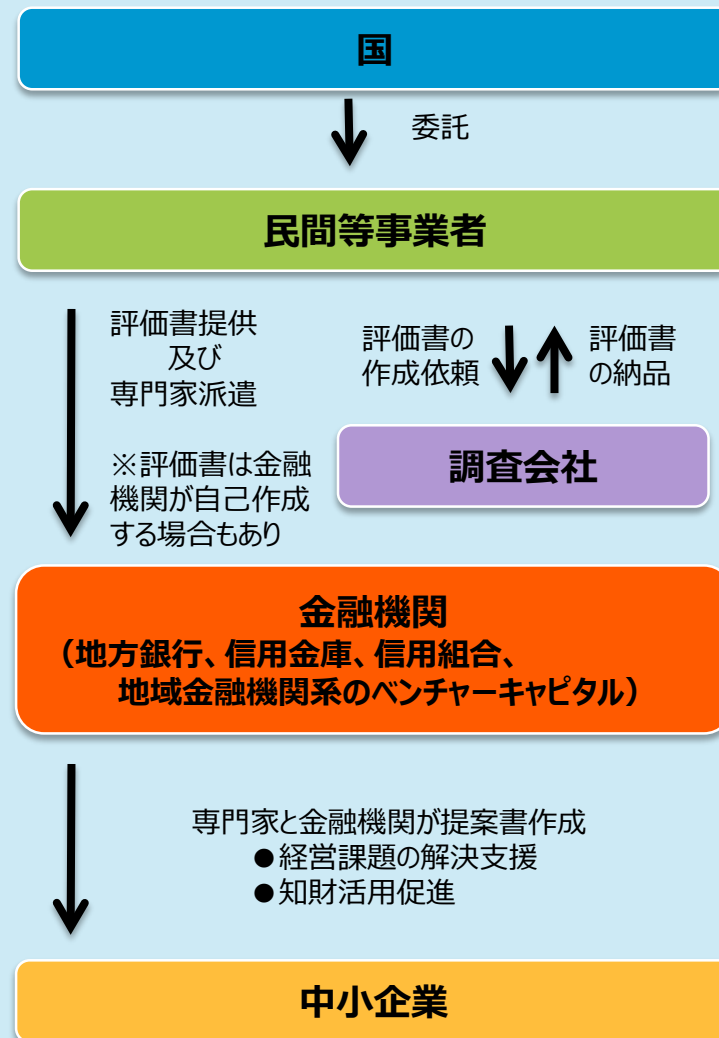 国
委託
民間等事業者
評価書提供
及び
専門家派遣
※評価書は金融
機関が自己作成
する場合もあり
評価書の
作成依頼
評価書
の納品
調査会社
金融機関
（地方銀行、信用金庫、信用組合、
地域金融機関系のベンチャーキャピタル）
専門家と金融機関が提案書作成
●経営課題の解決支援
●知財活用促進
中小企業